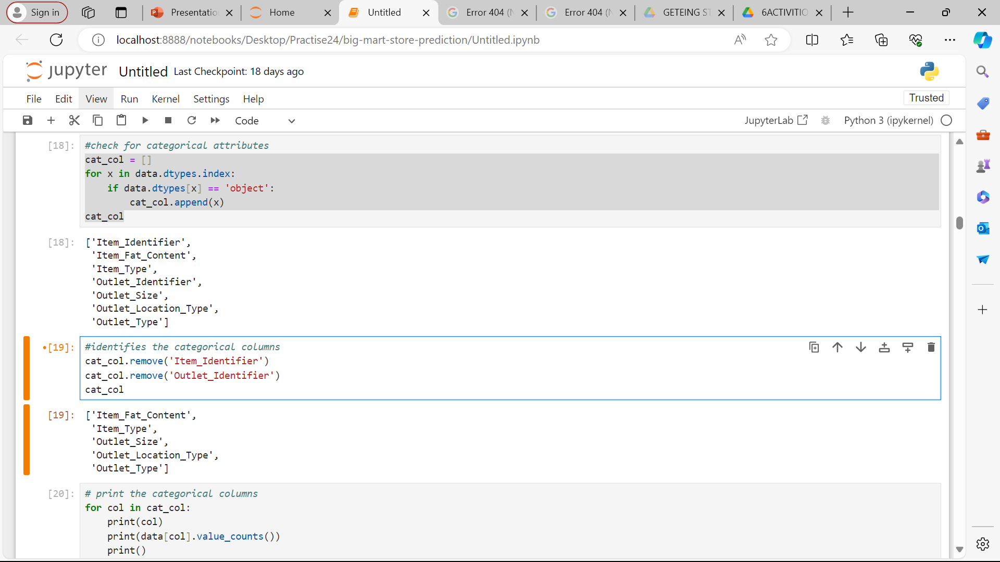 Sign in
Presentatio
Home
Untitled
Error 404 (N
Error 404 (N
GETEING ST
6ACTIVITIO
localhost:8888/notebooks/Desktop/Practise24/big-mart-store-prediction/Untitled.ipynb
jupyter Untitled Last Checkpoint: 18 days ago
File Edit View Run Kernel Settings Help
Trusted
Code
JupyterLab
Python 3 (ipykernel)
[18]: #check for categorical attributes
cat_col = []
for x in data.dtypes.index:
    if data.dtypes[x] == 'object':
        cat_col.append(x)
cat_col
[18]: ['Item_Identifier',
 'Item_Fat_Content',
 'Item_Type',
 'Outlet_Identifier',
 'Outlet_Size',
 'Outlet_Location_Type',
 'Outlet_Type']
•[19]: #identifies the categorical columns
cat_col.remove('Item_Identifier')
cat_col.remove('Outlet_Identifier')
cat_col
[19]: ['Item_Fat_Content',
 'Item_Type',
 'Outlet_Size',
 'Outlet_Location_Type',
 'Outlet_Type']
[20]: # print the categorical columns
for col in cat_col:
    print(col)
    print(data[col].value_counts())
    print()